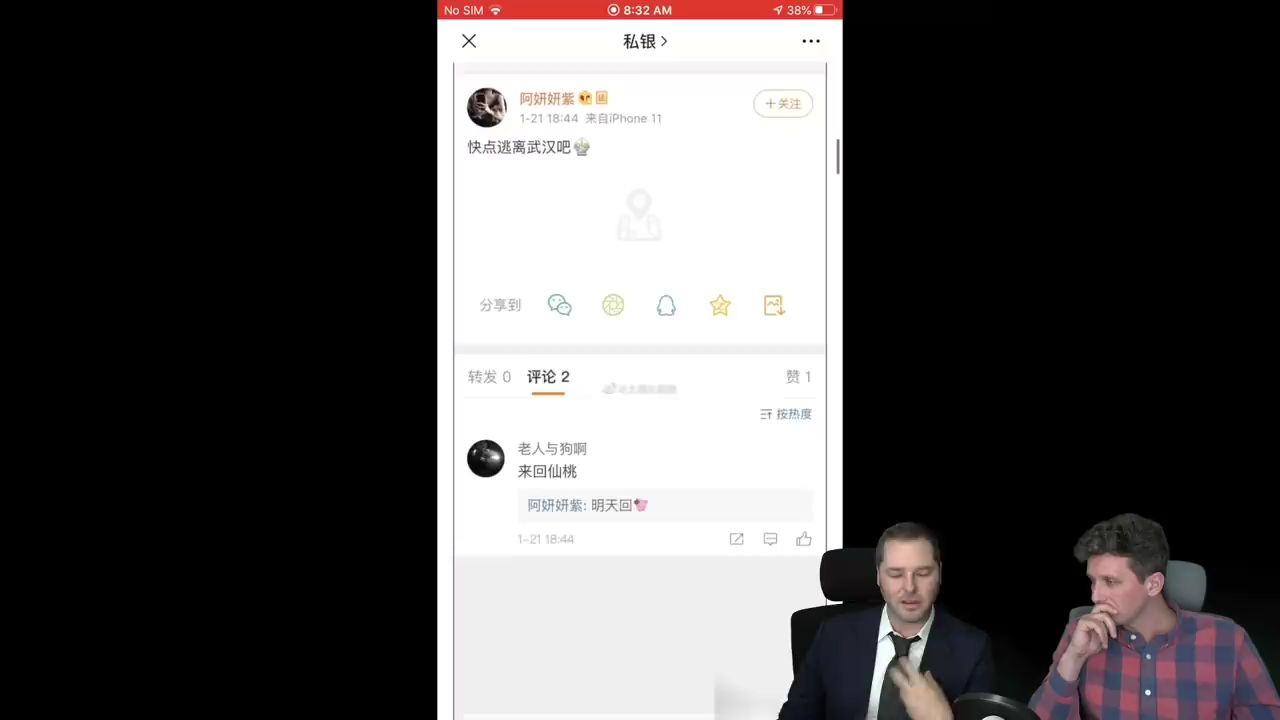 No SIM 8:32 AM 38%
私银
阿妍妍紫
1-21 18:44 来自iPhone 11
+关注
快点逃离武汉吧
分享到
转发 0 评论 2 赞 1
按热度
老人与狗啊
来回仙桃
阿妍妍紫: 明天回
1-21 18:44